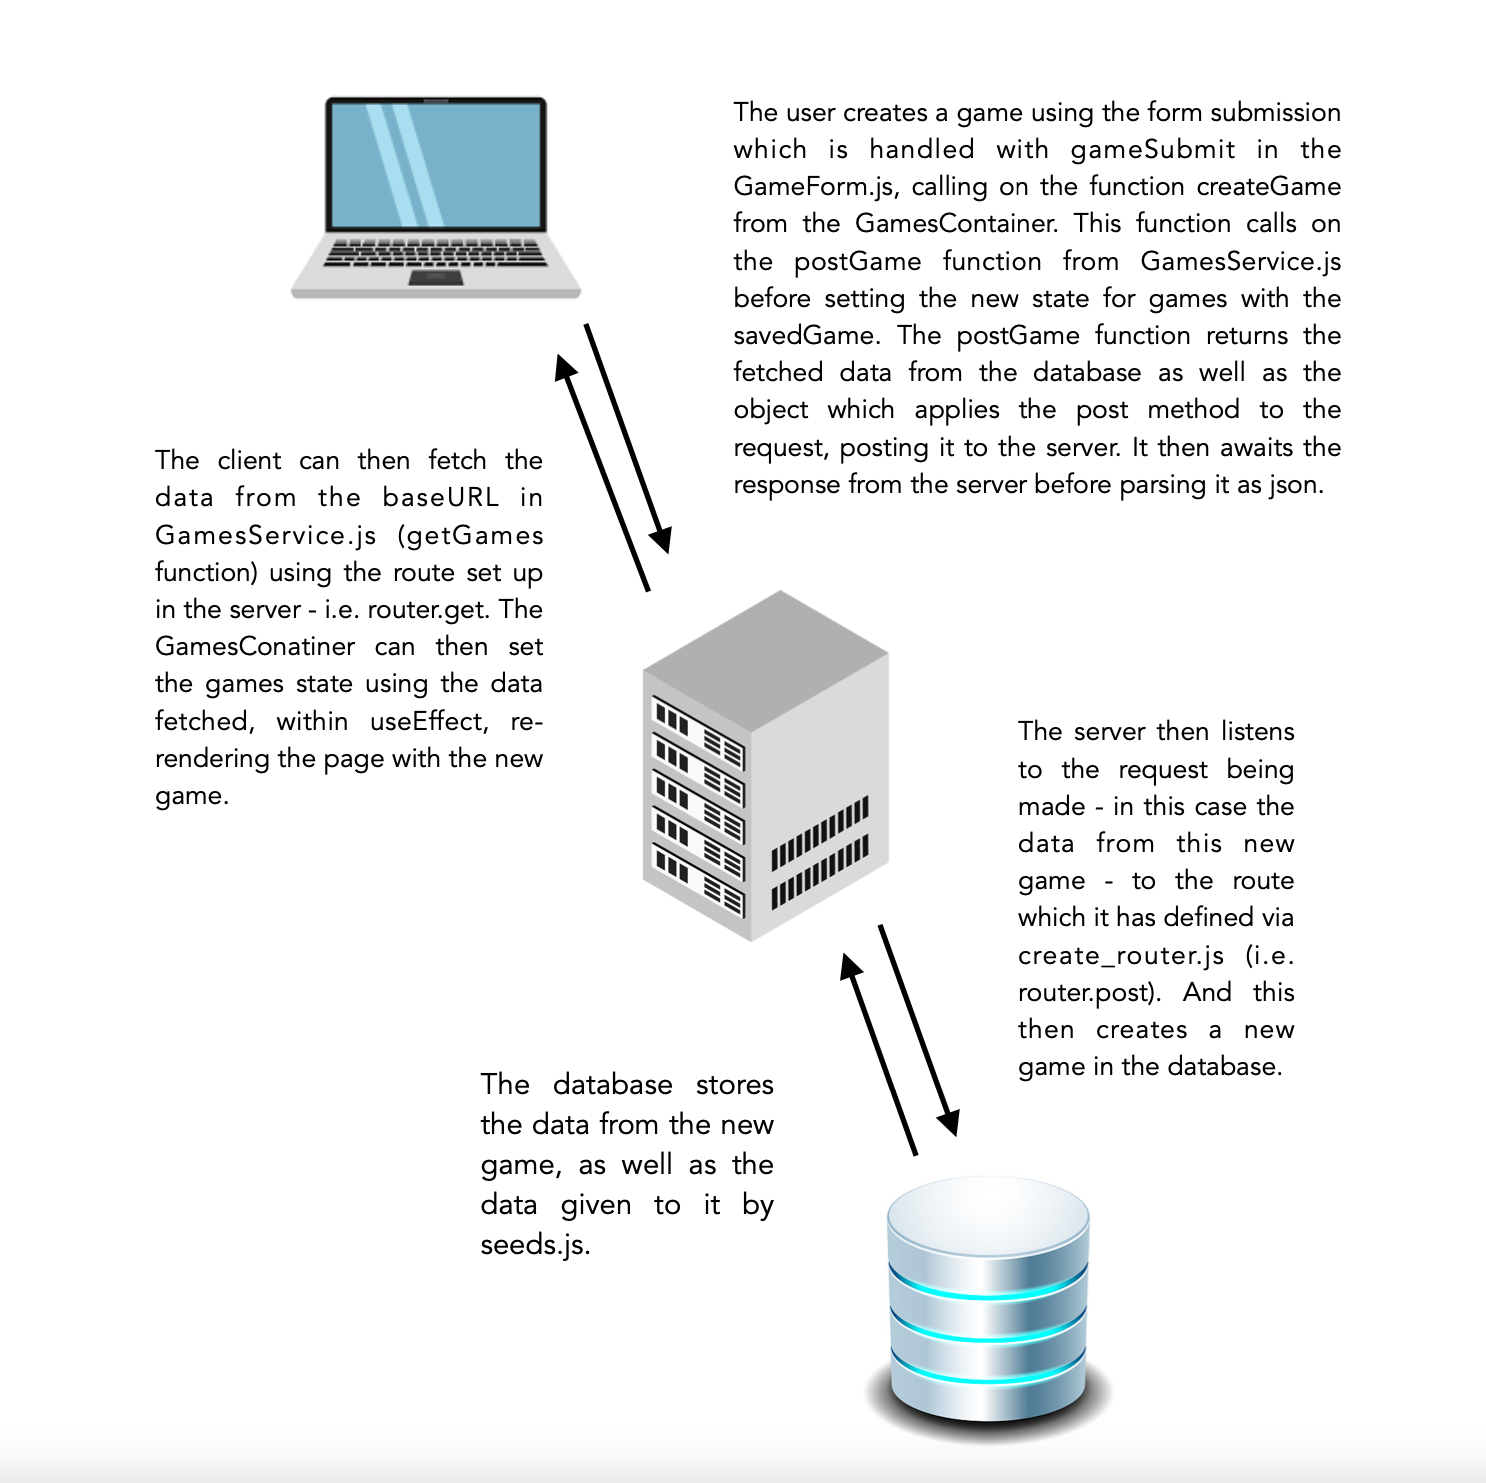 The user creates a game using the form submission
which is handled with gameSubmit in the
GameForm.js, calling on the function createGame
from the GamesContainer. This function calls on
the postGame function from GamesService.js
before setting the new state for games with the
savedGame. The postGame function returns the
fetched data from the database as well as the
object which applies the post method to the
request, posting it to the server. It then awaits the
response from the server before parsing it as json.
The client can then fetch the
data from the baseURL in
GamesService.js (getGames
function) using the route set up
in the server - i.e. router.get. The
GamesConatiner can then set
the games state using the data
fetched, within useEffect, re-
rendering the page with the new
game.
The server then listens
to the request being
made - in this case the
data from this new
game - to the route
which it has defined via
create_router.js (i.e.
router.post). And this
then creates a new
game in the database.
The database stores
the data from the new
game, as well as the
data given to it by
seeds.js.